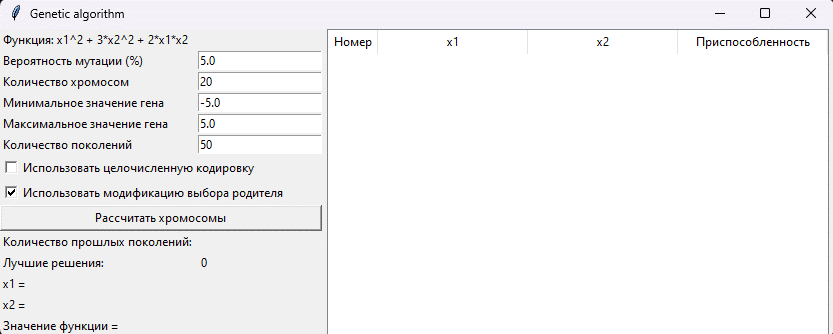 Genetic algorithm
Функция: x1^2 + 3*x2^2 + 2*x1*x2
Вероятность мутации (%) 5.0
Количество хромосом 20
Минимальное значение гена -5.0
Максимальное значение гена 5.0
Количество поколений 50
Использовать целочисленную кодировку
Использовать модификацию выбора родителя
Рассчитать хромосомы
Количество прошлых поколений:
Лучшие решения: 0
x1 =
x2 =
Значение функции =
Номер x1 x2 Приспособленность